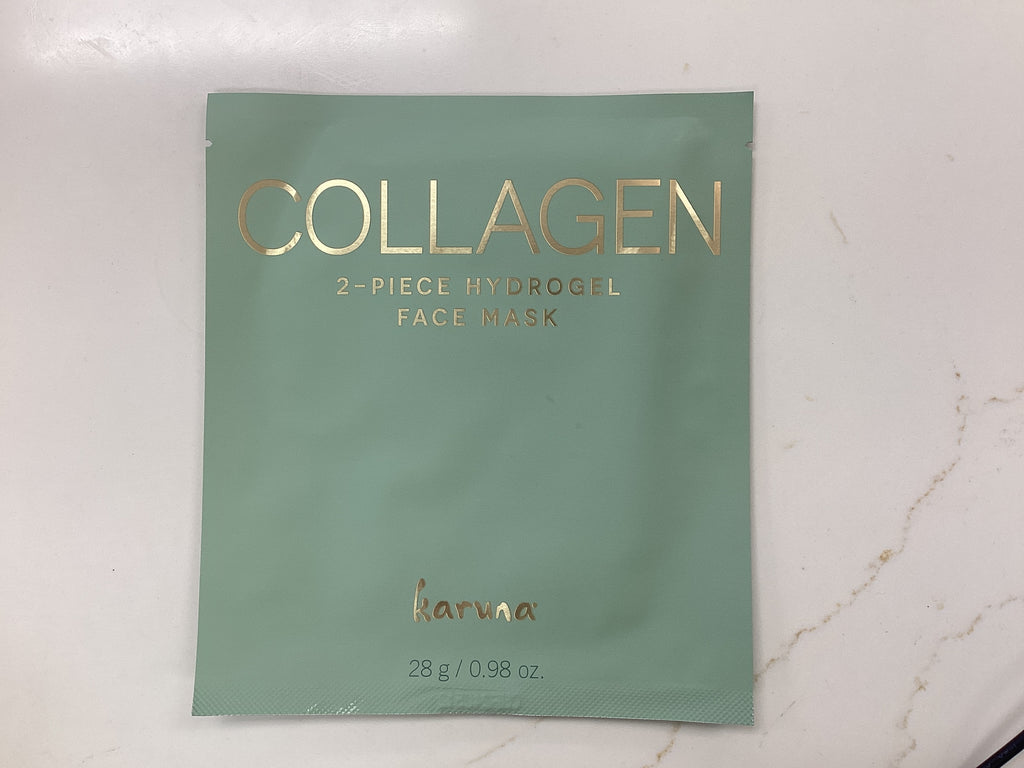 COLLAGEN
2-PIECE HYDROGEL
FACE MASK
karuna
28 g / 0.98 oz.